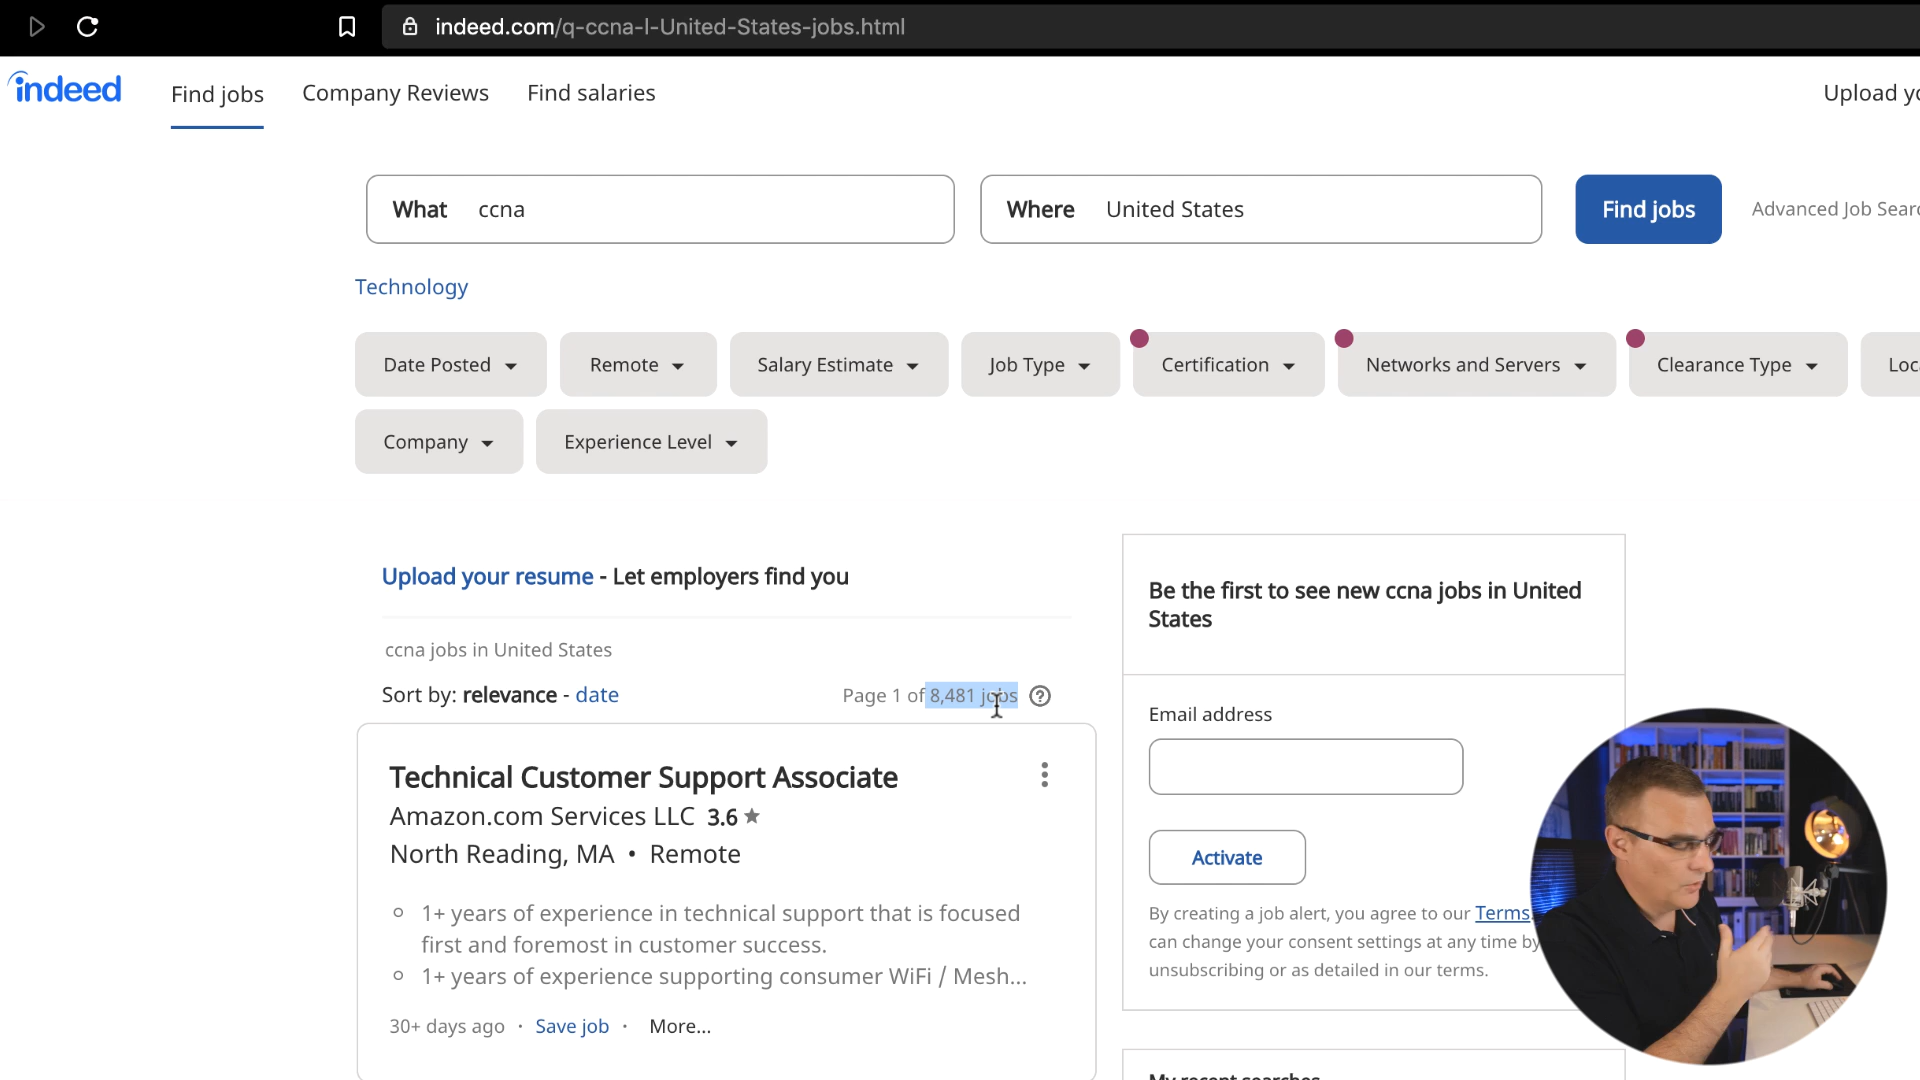 indeed.com/q-ccna-l-United-States-jobs.html
indeed
Find jobs
Company Reviews
Find salaries
Upload yo
What ccna
Where United States
Find jobs
Advanced Job Searc
Technology
Date Posted
Remote
Salary Estimate
Job Type
Certification
Networks and Servers
Clearance Type
Loc
Company
Experience Level
Upload your resume - Let employers find you
ccna jobs in United States
Sort by: relevance - date
Page 1 of 8,481 jobs
Technical Customer Support Associate
Amazon.com Services LLC 3.6
North Reading, MA • Remote
1+ years of experience in technical support that is focused
first and foremost in customer success.
1+ years of experience supporting consumer WiFi / Mesh...
30+ days ago · Save job · More...
Be the first to see new ccna jobs in United
States
Email address
Activate
By creating a job alert, you agree to our Terms.
can change your consent settings at any time by
unsubscribing or as detailed in our terms.
My recent searches